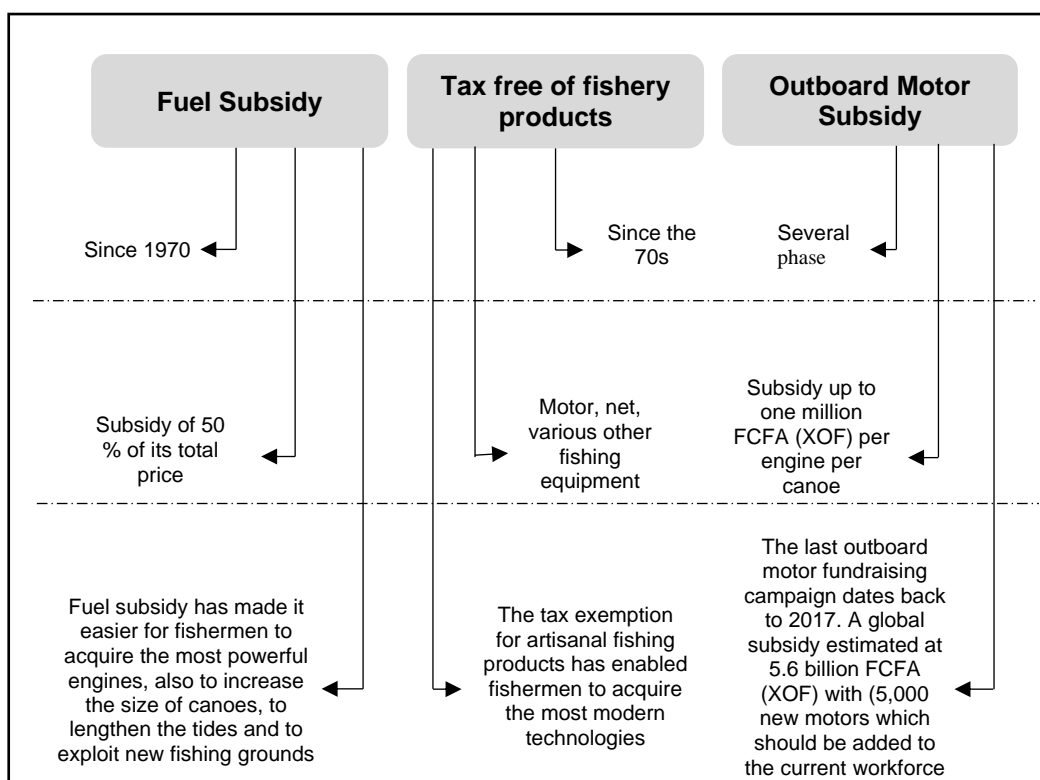 Fuel Subsidy
Tax free of fishery
products
Outboard Motor
Subsidy
Since 1970
Since the
70s
Several
phase
Subsidy of 50
% of its total
price
Motor, net,
various other
fishing
equipment
Subsidy up to
one million
FCFA (XOF) per
engine per
canoe
Fuel subsidy has made it
easier for fishermen to
acquire the most powerful
engines, also to increase
the size of canoes, to
lengthen the tides and to
exploit new fishing grounds
The tax exemption
for artisanal fishing
products has enabled
fishermen to acquire
the most modern
technologies
The last outboard
motor fundraising
campaign dates back
to 2017. A global
subsidy estimated at
5.6 billion FCFA
(XOF) with (5,000
new motors which
should be added to
the current workforce